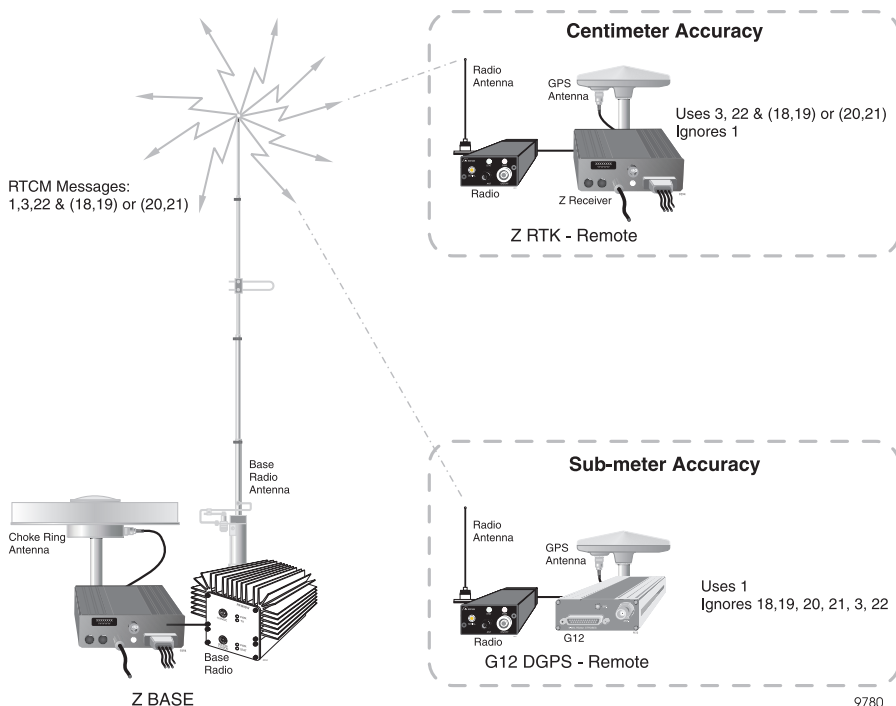 Centimeter Accuracy
Radio
Antenna
GPS
Antenna
Uses 3, 22 & (18,19) or (20,21)
Ignores 1
Radio
Z Receiver
Z RTK - Remote
RTCM Messages:
1,3,22 & (18,19) or (20,21)
Base
Radio
Antenna
Choke Ring
Antenna
Base
Radio
Z BASE
Sub-meter Accuracy
Radio
Antenna
GPS
Antenna
Uses 1
Ignores 18,19, 20, 21, 3, 22
Radio
G12
G12 DGPS - Remote
9780